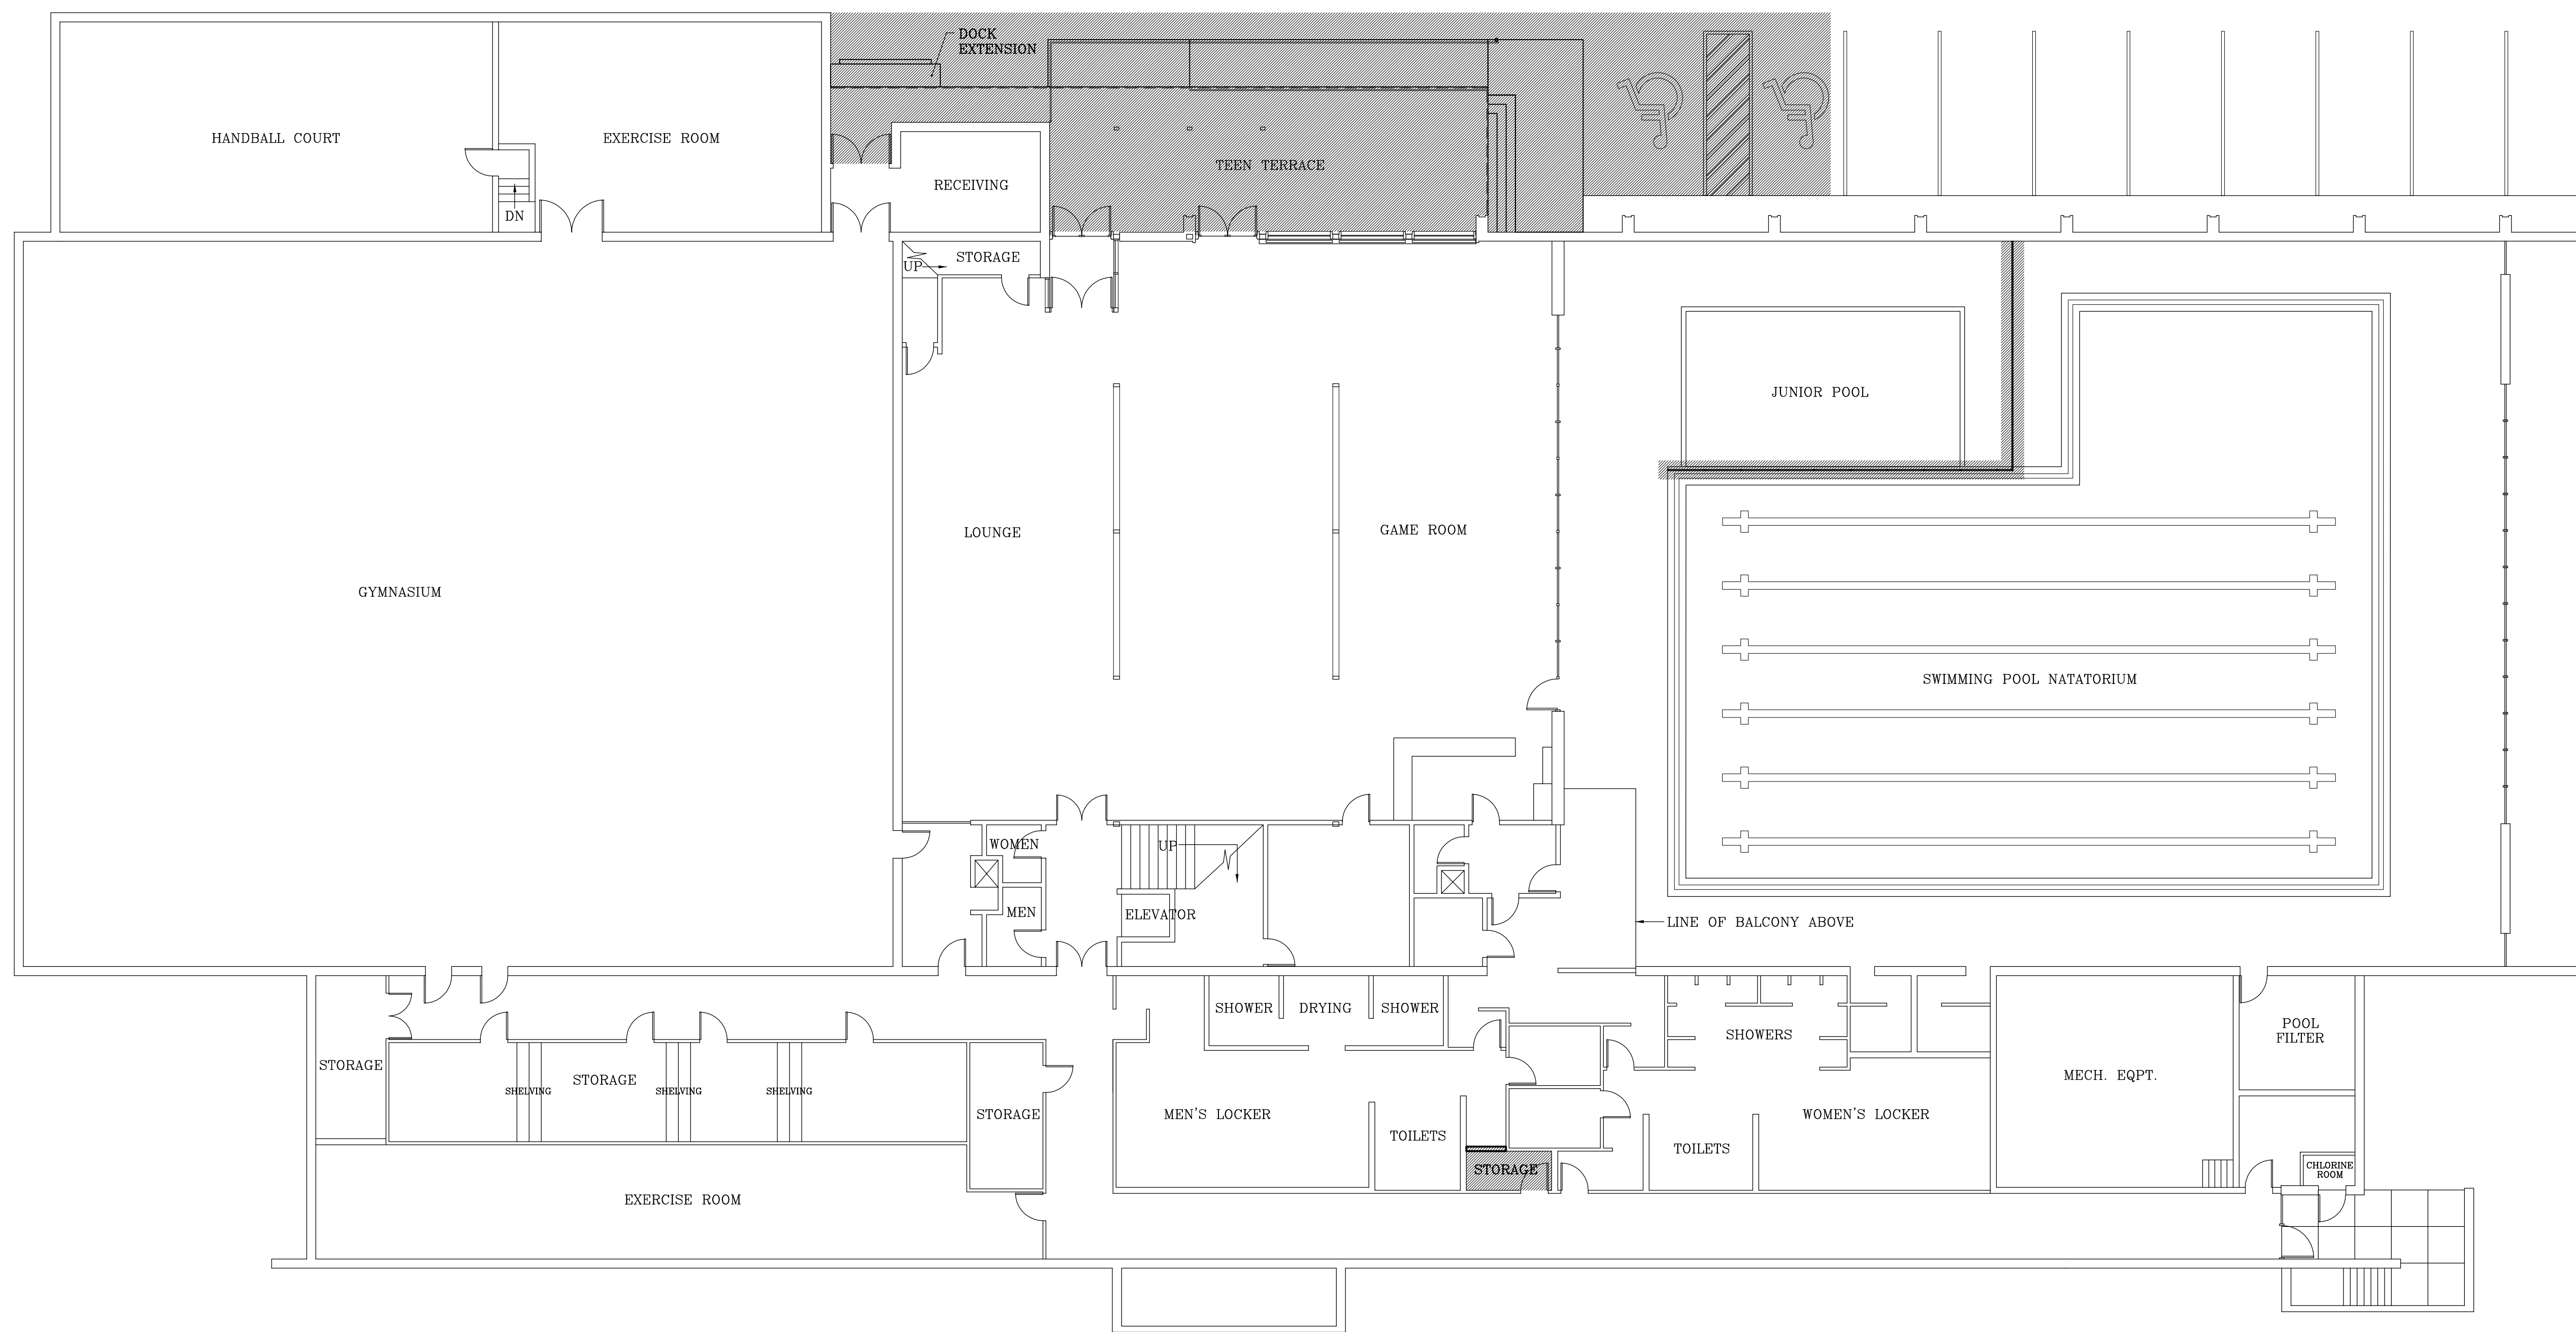 DOCK
EXTENSION
HANDBALL COURT
EXERCISE ROOM
TEEN TERRACE
RECEIVING
DN
STORAGE
UP
JUNIOR POOL
LOUNGE
GAME ROOM
GYMNASIUM
SWIMMING POOL NATATORIUM
WOMEN
UP
MEN
ELEVATOR
LINE OF BALCONY ABOVE
SHOWER
DRYING
SHOWER
SHOWERS
POOL
FILTER
STORAGE
STORAGE
SHELVING
SHELVING
SHELVING
MECH. EQPT.
STORAGE
MEN'S LOCKER
WOMEN'S LOCKER
TOILETS
TOILETS
STORAGE
CHLORINE
ROOM
EXERCISE ROOM